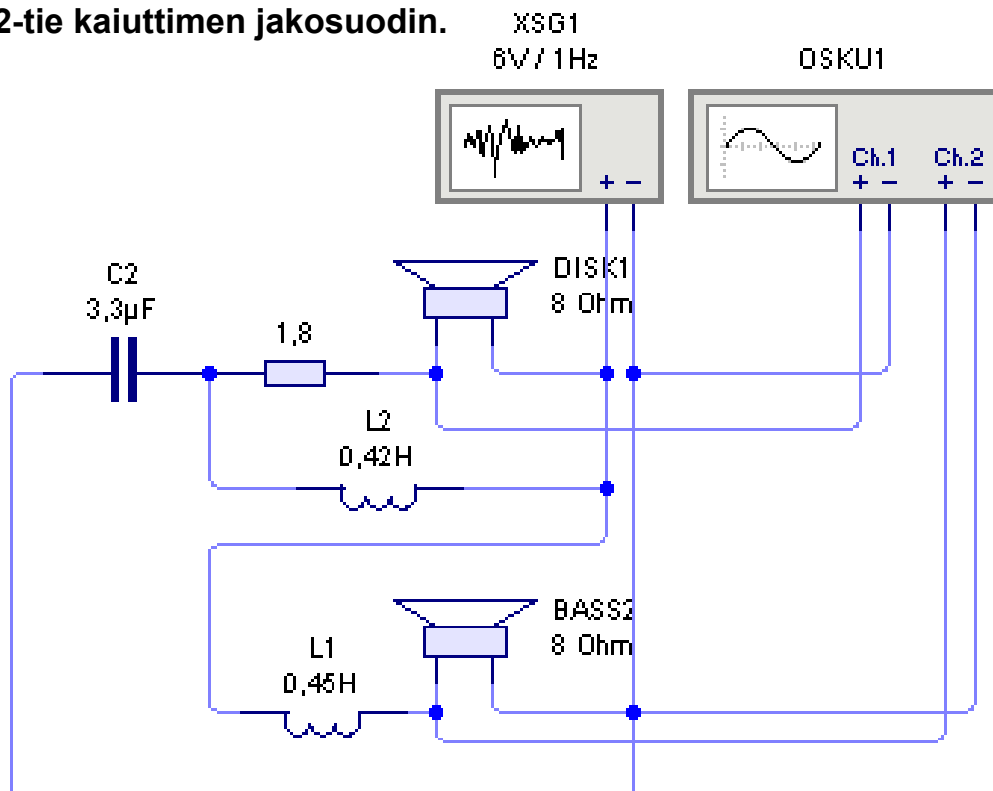 2-tie kaiuttimen jakosuodin.
XSG1
6V / 1Hz
OSKU1
Ch.1
Ch.2
+ −
+ −
+ −
DISK1
8 Ohm
C2
3,3µF
1,8
L2
0,42H
BASS2
8 Ohm
L1
0,45H